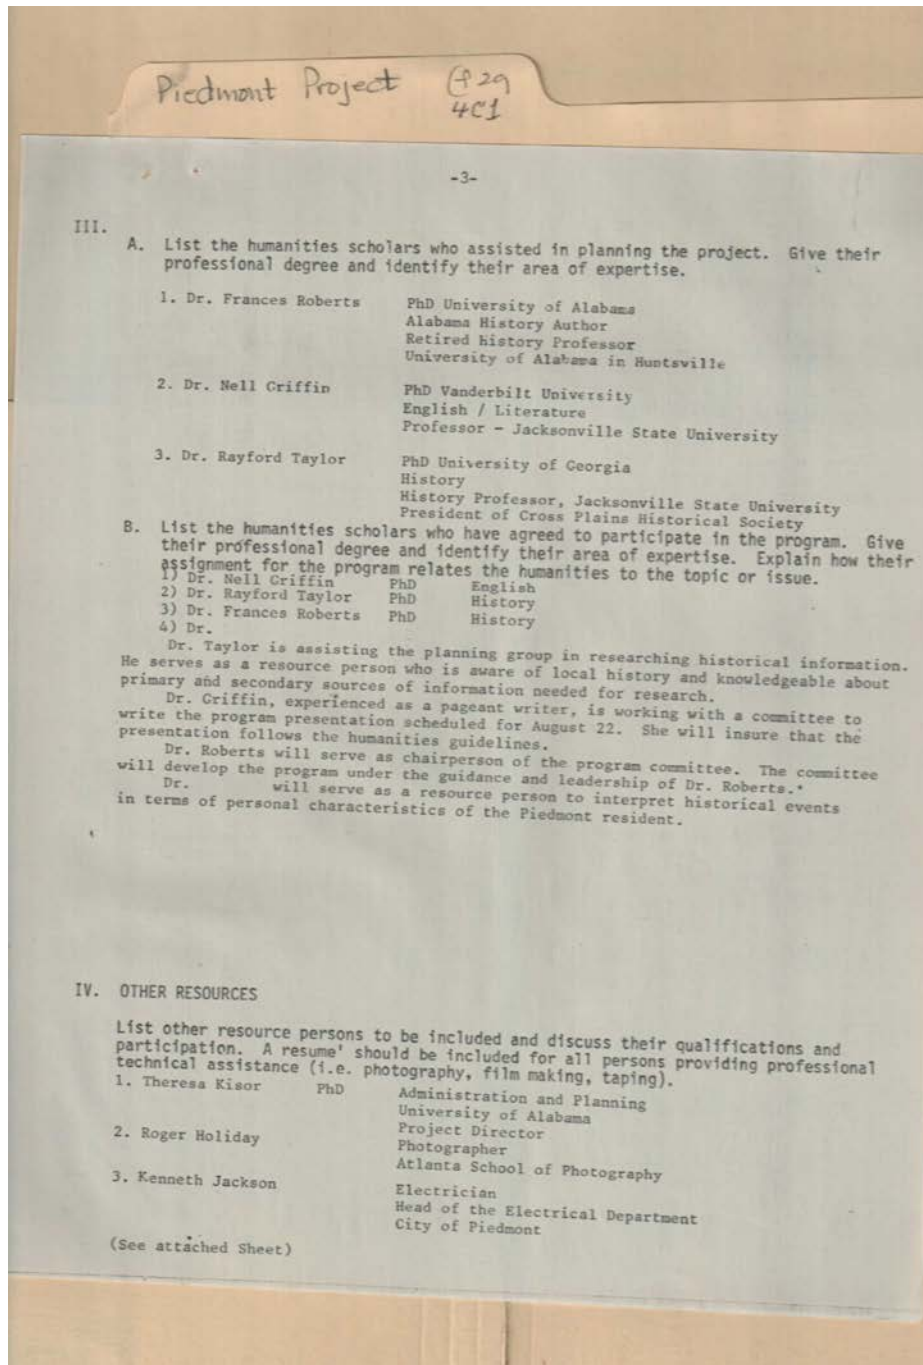 Piedmont Project
4C1
-3-
III.
A. List the humanities scholars who assisted in planning the project. Give their
professional degree and identify their area of expertise.
1. Dr. Frances Roberts PhD University of Alabama
Alabama History Author
Retired History Professor
University of Alabama in Huntsville
2. Dr. Nell Griffin PhD Vanderbilt University
English / Literature
Professor - Jacksonville State University
3. Dr. Rayford Taylor PhD University of Georgia
History
History Professor, Jacksonville State University
President of Cross Plains Historical Society
B. List the humanities scholars who have agreed to participate in the program. Give
their professional degree and identify their area of expertise. Explain how their
assignment for the program relates the humanities to the topic or issue.
1) Dr. Nell Griffin PhD English
2) Dr. Rayford Taylor PhD History
3) Dr. Frances Roberts PhD History
4) Dr.
Dr. Taylor is assisting the planning group in researching historical information.
He serves as a resource person who is aware of local history and knowledgeable about
primary and secondary sources of information needed for research.
Dr. Griffin, experienced as a pageant writer, is working with a committee to
write the program presentation scheduled for August 22. She will insure that the
presentation follows the humanities guidelines.
Dr. Roberts will serve as chairperson of the program committee. The committee
will develop the program under the guidance and leadership of Dr. Roberts.
Dr. will serve as a resource person to interpret historical events
in terms of personal characteristics of the Piedmont resident.
IV. OTHER RESOURCES
List other resource persons to be included and discuss their qualifications and
participation. A resume' should be included for all persons providing professional
technical assistance (i.e. photography, film making, taping).
1. Theresa Kisor PhD Administration and Planning
University of Alabama
Project Director
2. Roger Holiday Photographer
Atlanta School of Photography
3. Kenneth Jackson Electrician
Head of the Electrical Department
City of Piedmont
(See attached Sheet)